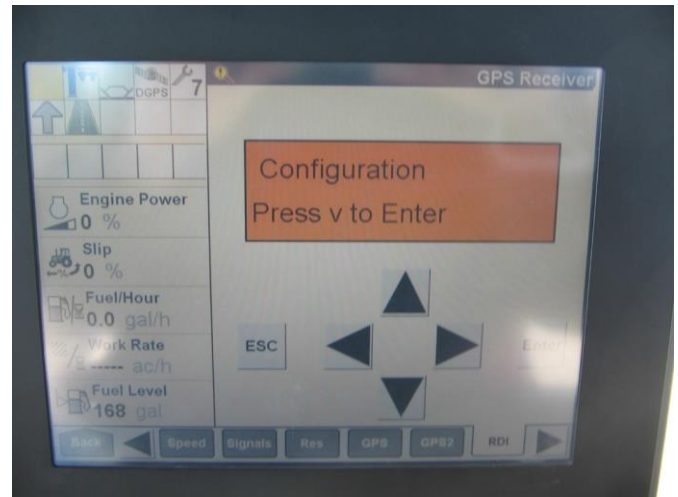 DGPS
7
GPS Receiver
Configuration
Press v to Enter
Engine Power
0 %
Slip
0 %
Fuel/Hour
0.0 gal/h
Work Rate
----- ac/h
Fuel Level
168 gal
ESC
Enter
Back
Speed
Signals
Res
GPS
GPS2
RDI